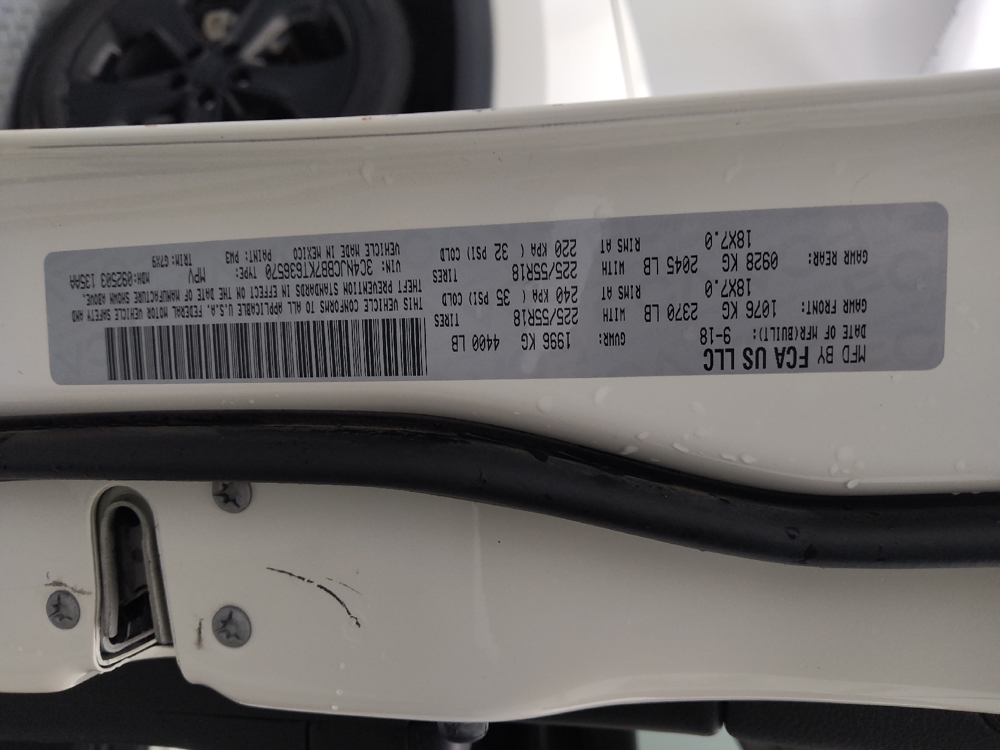 MFD BY FCA US LLC
DATE OF MFR(BUILT): 9-18 GVWR: 1996 KG 4400 LB
GAWR FRONT: 1076 KG 2370 LB WITH 225/55R18 TIRES
18X7.0 RIMS AT 240 KPA ( 35 PSI) COLD
GAWR REAR: 0928 KG 2045 LB WITH 225/55R18 TIRES
18X7.0 RIMS AT 220 KPA ( 32 PSI) COLD
THIS VEHICLE CONFORMS TO ALL APPLICABLE U.S.A. FEDERAL MOTOR VEHICLE SAFETY AND
THEFT PREVENTION STANDARDS IN EFFECT ON THE DATE OF MANUFACTURE SHOWN ABOVE.
VIN: TYPE: MPV MDH:092503 135AA
VEHICLE MADE IN MEXICO PAINT: PW3 TRIM: